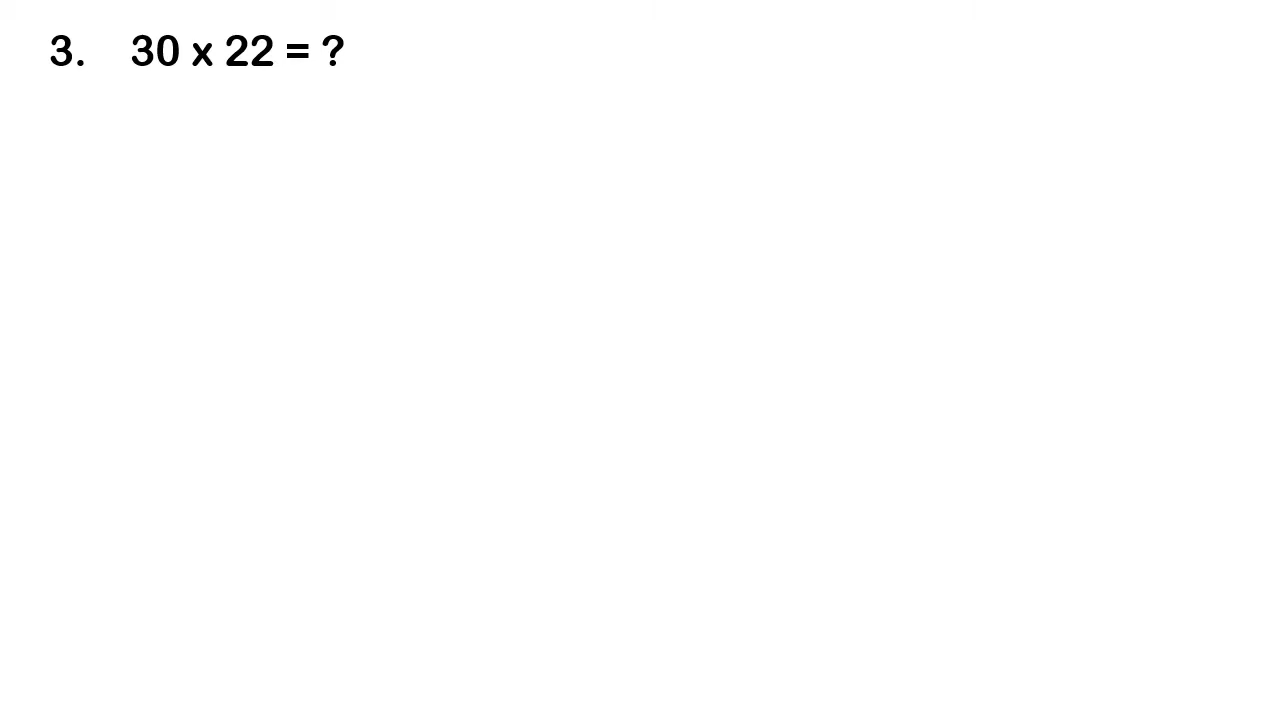 3. 30 x 22 = ?